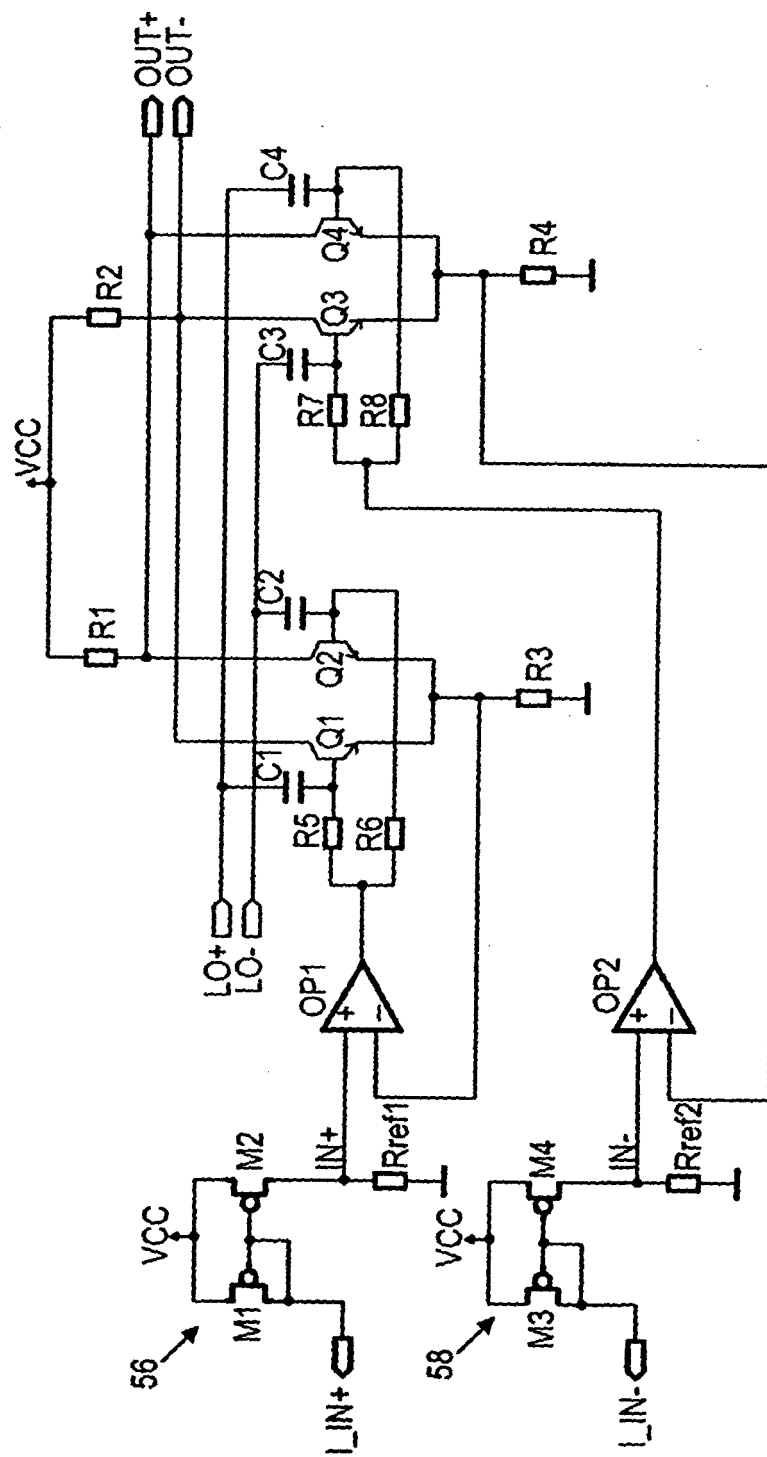 OUT+
OUT-
VCC
R1
R2
LO+
LO-
C1
C2
C3
C4
Q1
Q2
Q3
Q4
R5
R6
R7
R8
R3
R4
OP1
+
−
IN+
Rref1
VCC
M1
M2
56
I_IN+
OP2
+
−
IN-
Rref2
VCC
M3
M4
58
I_IN-